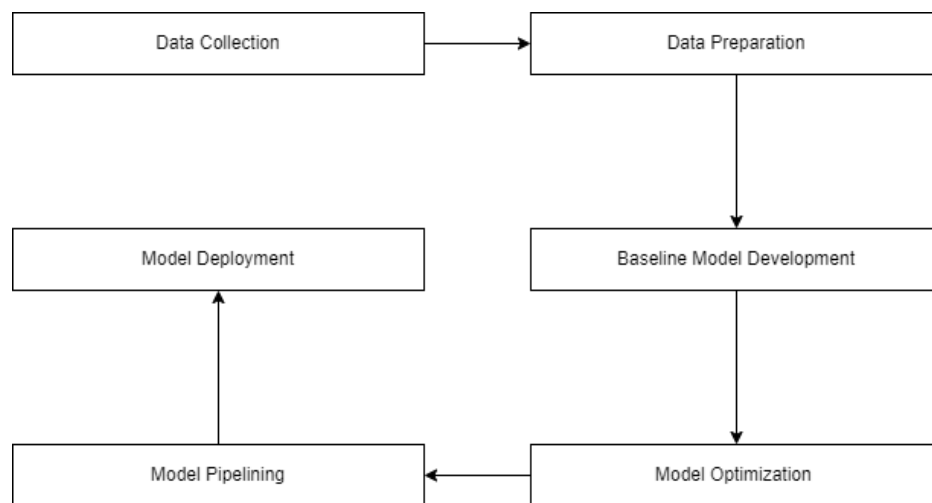 Data Collection
Data Preparation
Baseline Model Development
Model Optimization
Model Pipelining
Model Deployment